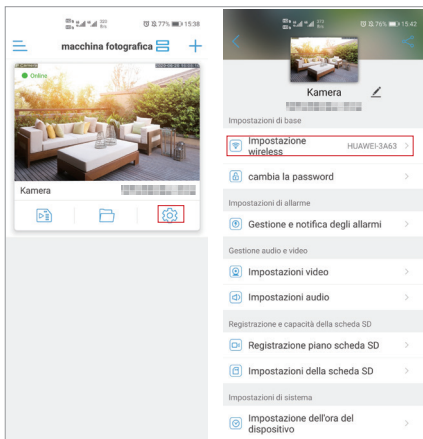 77% 15:38
macchina fotografica
Online
Kamera
76% 15:42
Kamera
Impostazioni di base
Impostazione
wireless
HUAWEI-3A63
cambia la password
Impostazioni di allarme
Gestione e notifica degli allarmi
Gestione audio e video
Impostazioni video
Impostazioni audio
Registrazione e capacità della scheda SD
Registrazione piano scheda SD
Impostazioni della scheda SD
Impostazioni di sistema
Impostazione dell'ora del
dispositivo